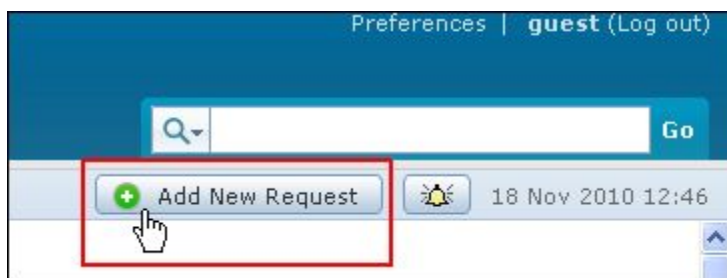 Preferences | guest (Log out)
Go
Add New Request 18 Nov 2010 12:46